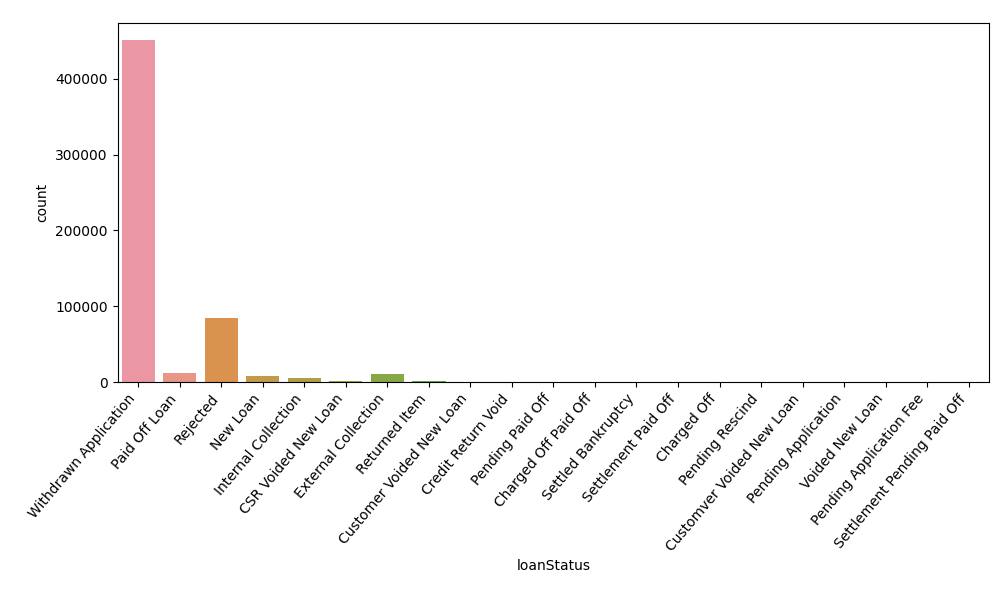 400000
300000
200000
100000
0
count
Withdrawn Application
Paid Off Loan
Rejected
New Loan
Internal Collection
CSR Voided New Loan
External Collection
Returned Item
Customer Voided New Loan
Credit Return Void
Pending Paid Off
Charged Off Paid Off
Settled Bankruptcy
Settlement Paid Off
Charged Off
Pending Rescind
Customver Voided New Loan
Pending Application
Voided New Loan
Pending Application Fee
Settlement Pending Paid Off
loanStatus